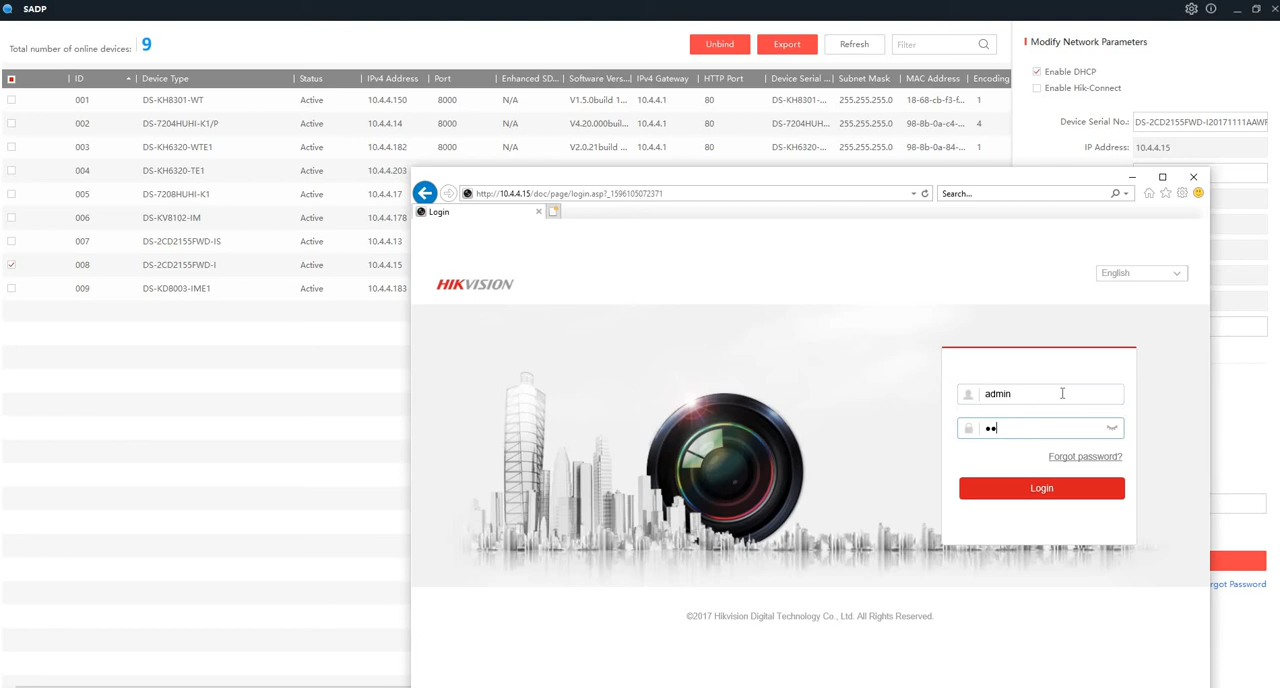 SADP
Total number of online devices: 9
Unbind Export Refresh Filter
ID Device Type Status IPv4 Address Port Enhanced SD... Software Vers... IPv4 Gateway HTTP Port Device Serial ... Subnet Mask MAC Address Encoding
001 DS-KH8301-WT Active 10.4.4.150 8000 N/A V1.5.0build 1... 10.4.4.1 80 DS-KH8301-... 255.255.255.0 18-68-cb-f3-f...  1
002 DS-7204HUHI-K1/P Active 10.4.4.14 8000 N/A V4.20.000buil... 10.4.4.1 80 DS-7204HUH... 255.255.255.0 98-8b-0a-c4-... 4
003 DS-KH6320-WTE1 Active 10.4.4.182 8000 N/A V2.0.21build ... 10.4.4.1 80 DS-KH6320-... 255.255.255.0 98-8b-0a-84-... 1
004 DS-KH6320-TE1 Active 10.4.4.203
005 DS-7208HUHI-K1 Active 10.4.4.17
006 DS-KV8102-IM Active 10.4.4.178
007 DS-2CD2155FWD-IS Active 10.4.4.13
008 DS-2CD2155FWD-I Active 10.4.4.15
009 DS-KD8003-IME1 Active 10.4.4.183
Modify Network Parameters
Enable DHCP
Enable Hik-Connect
Device Serial No.: DS-2CD2155FWD-I20171111AAWR
IP Address: 10.4.4.15
rgot Password
http://10.4.4.15/doc/page/login.asp?_1596105072371 Search...
Login
HIKVISION
English
admin
Forgot password?
Login
©2017 Hikvision Digital Technology Co., Ltd. All Rights Reserved.